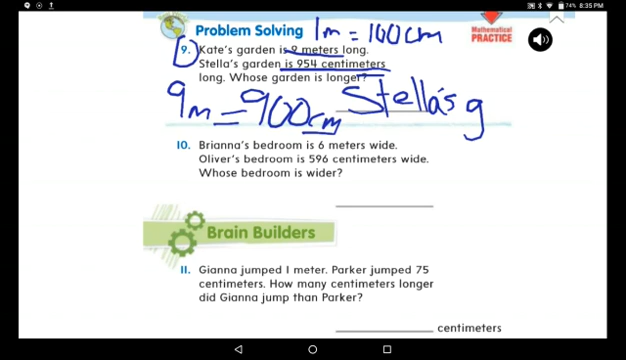 74% 8:35 PM
Problem Solving 1m = 100cm
Mathematical
PRACTICE
9. Kate's garden is 9 meters long.
Stella's garden is 954 centimeters
long. Whose garden is longer?
9m = 900cm Stella's g
10. Brianna's bedroom is 6 meters wide.
Oliver's bedroom is 596 centimeters wide.
Whose bedroom is wider?
Brain Builders
11. Gianna jumped 1 meter. Parker jumped 75
centimeters. How many centimeters longer
did Gianna jump than Parker?
centimeters